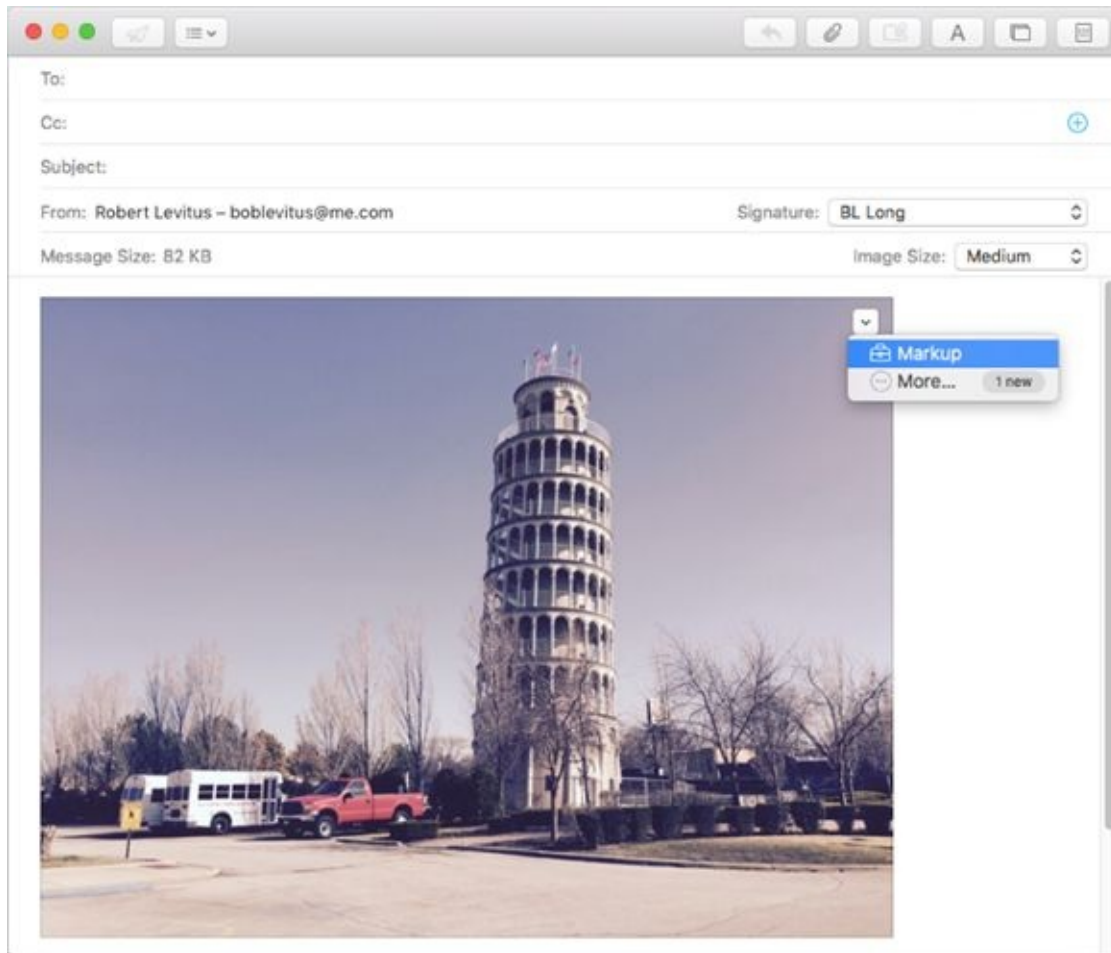 A
To:
Cc:
Subject:
From: Robert Levitus – boblevitus@me.com Signature: BL Long
Message Size: 82 KB Image Size: Medium
Markup
More... 1 new